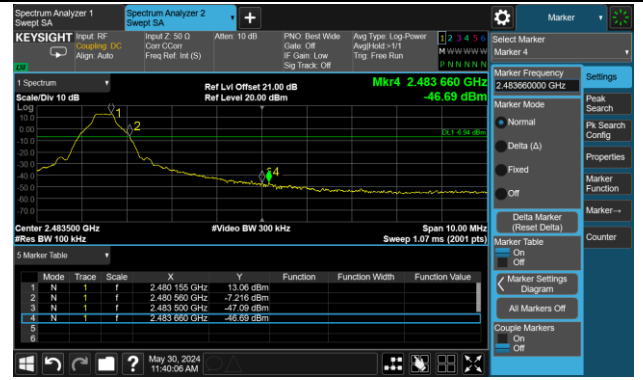 Spectrum Analyzer 1
Swept SA
Spectrum Analyzer 2
Swept SA
+
Marker
KEYSIGHT
Input: RF
Coupling: DC
Align: Auto
Input Z: 50 Ω
Corr CCorr
Freq Ref: Int (S)
Atten: 10 dB
PNO: Best Wide
Gate: Off
IF Gain: Low
Sig Track: Off
Avg Type: Log-Power
Avg|Hold:>1/1
Trig: Free Run
1 2 3 4 5 6
M W W W W W
P N N N N N
LXI
Select Marker
Marker 4
1 Spectrum
Scale/Div 10 dB
Ref Lvl Offset 21.00 dB
Ref Level 20.00 dBm
Mkr4 2.483 660 GHz
-46.69 dBm
Log
10.0
0.00
-10.0
-20.0
-30.0
-40.0
-50.0
-60.0
-70.0
1
2
4
DL1 -6.94 dBm
Center 2.483500 GHz
#Res BW 100 kHz
#Video BW 300 kHz
Span 10.00 MHz
Sweep 1.07 ms (2001 pts)
5 Marker Table
Mode Trace Scale X Y Function Function Width Function Value
1 N 1 f 2.480 155 GHz 13.06 dBm
2 N 1 f 2.480 560 GHz -7.216 dBm
3 N 1 f 2.483 500 GHz -47.09 dBm
4 N 1 f 2.483 660 GHz -46.69 dBm
5
6
Marker Frequency
2.483660000 GHz
Marker Mode
Normal
Delta (Δ)
Fixed
Off
Delta Marker
(Reset Delta)
Marker Table
On
Off
Marker Settings
Diagram
All Markers Off
Couple Markers
On
Off
Settings
Peak
Search
Pk Search
Config
Properties
Marker
Function
Marker→
Counter
?
May 30, 2024
11:40:06 AM